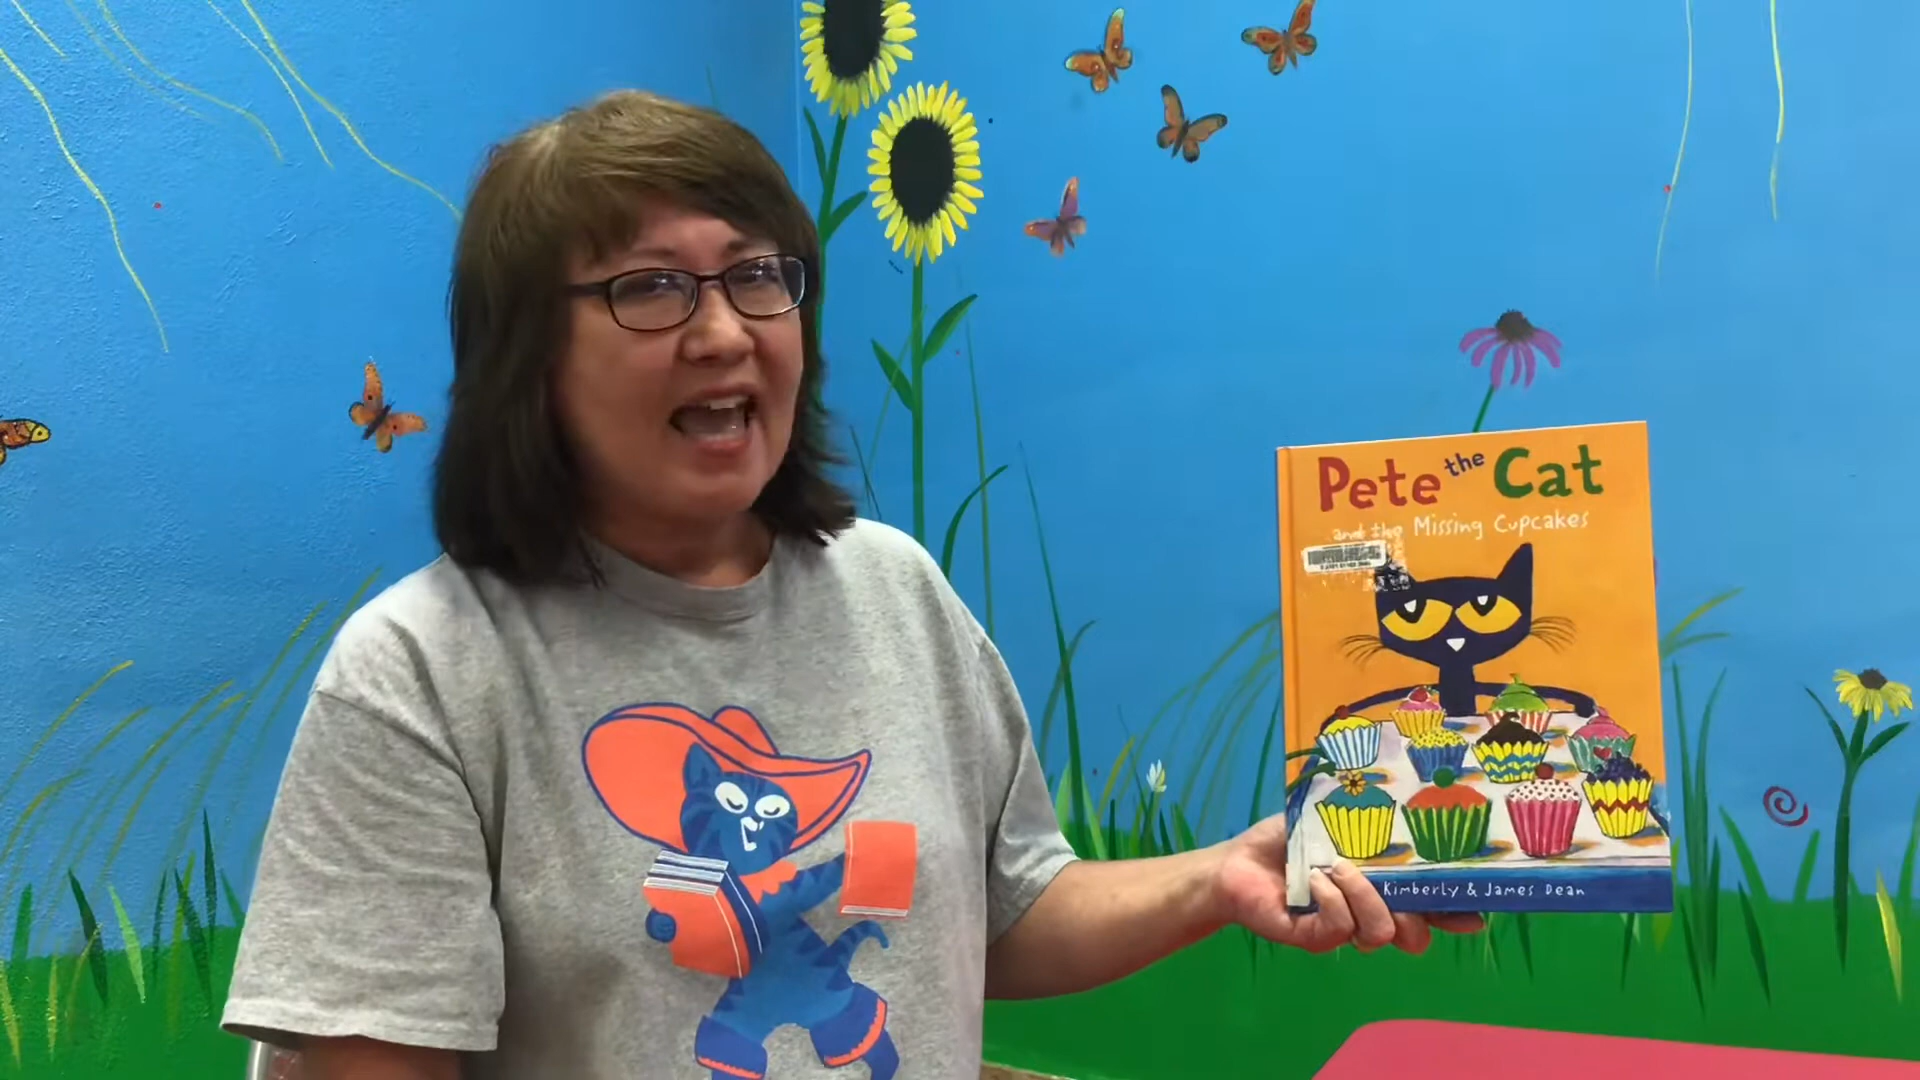 Pete the Cat
and the Missing Cupcakes
Kimberly & James Dean